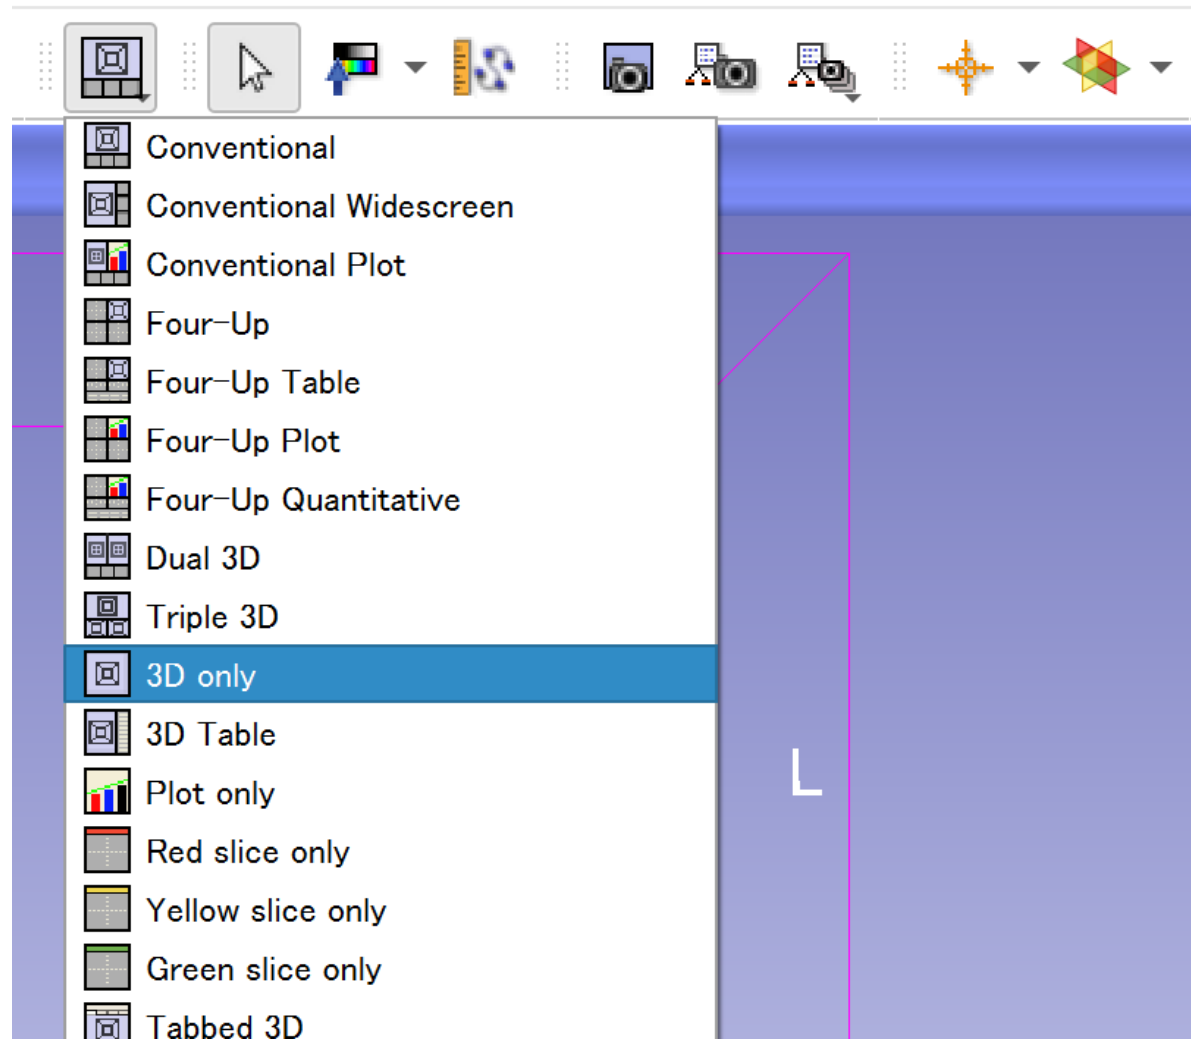 Conventional
Conventional Widescreen
Conventional Plot
Four-Up
Four-Up Table
Four-Up Plot
Four-Up Quantitative
Dual 3D
Triple 3D
3D only
3D Table
Plot only
L
Red slice only
Yellow slice only
Green slice only
Tabbed 3D